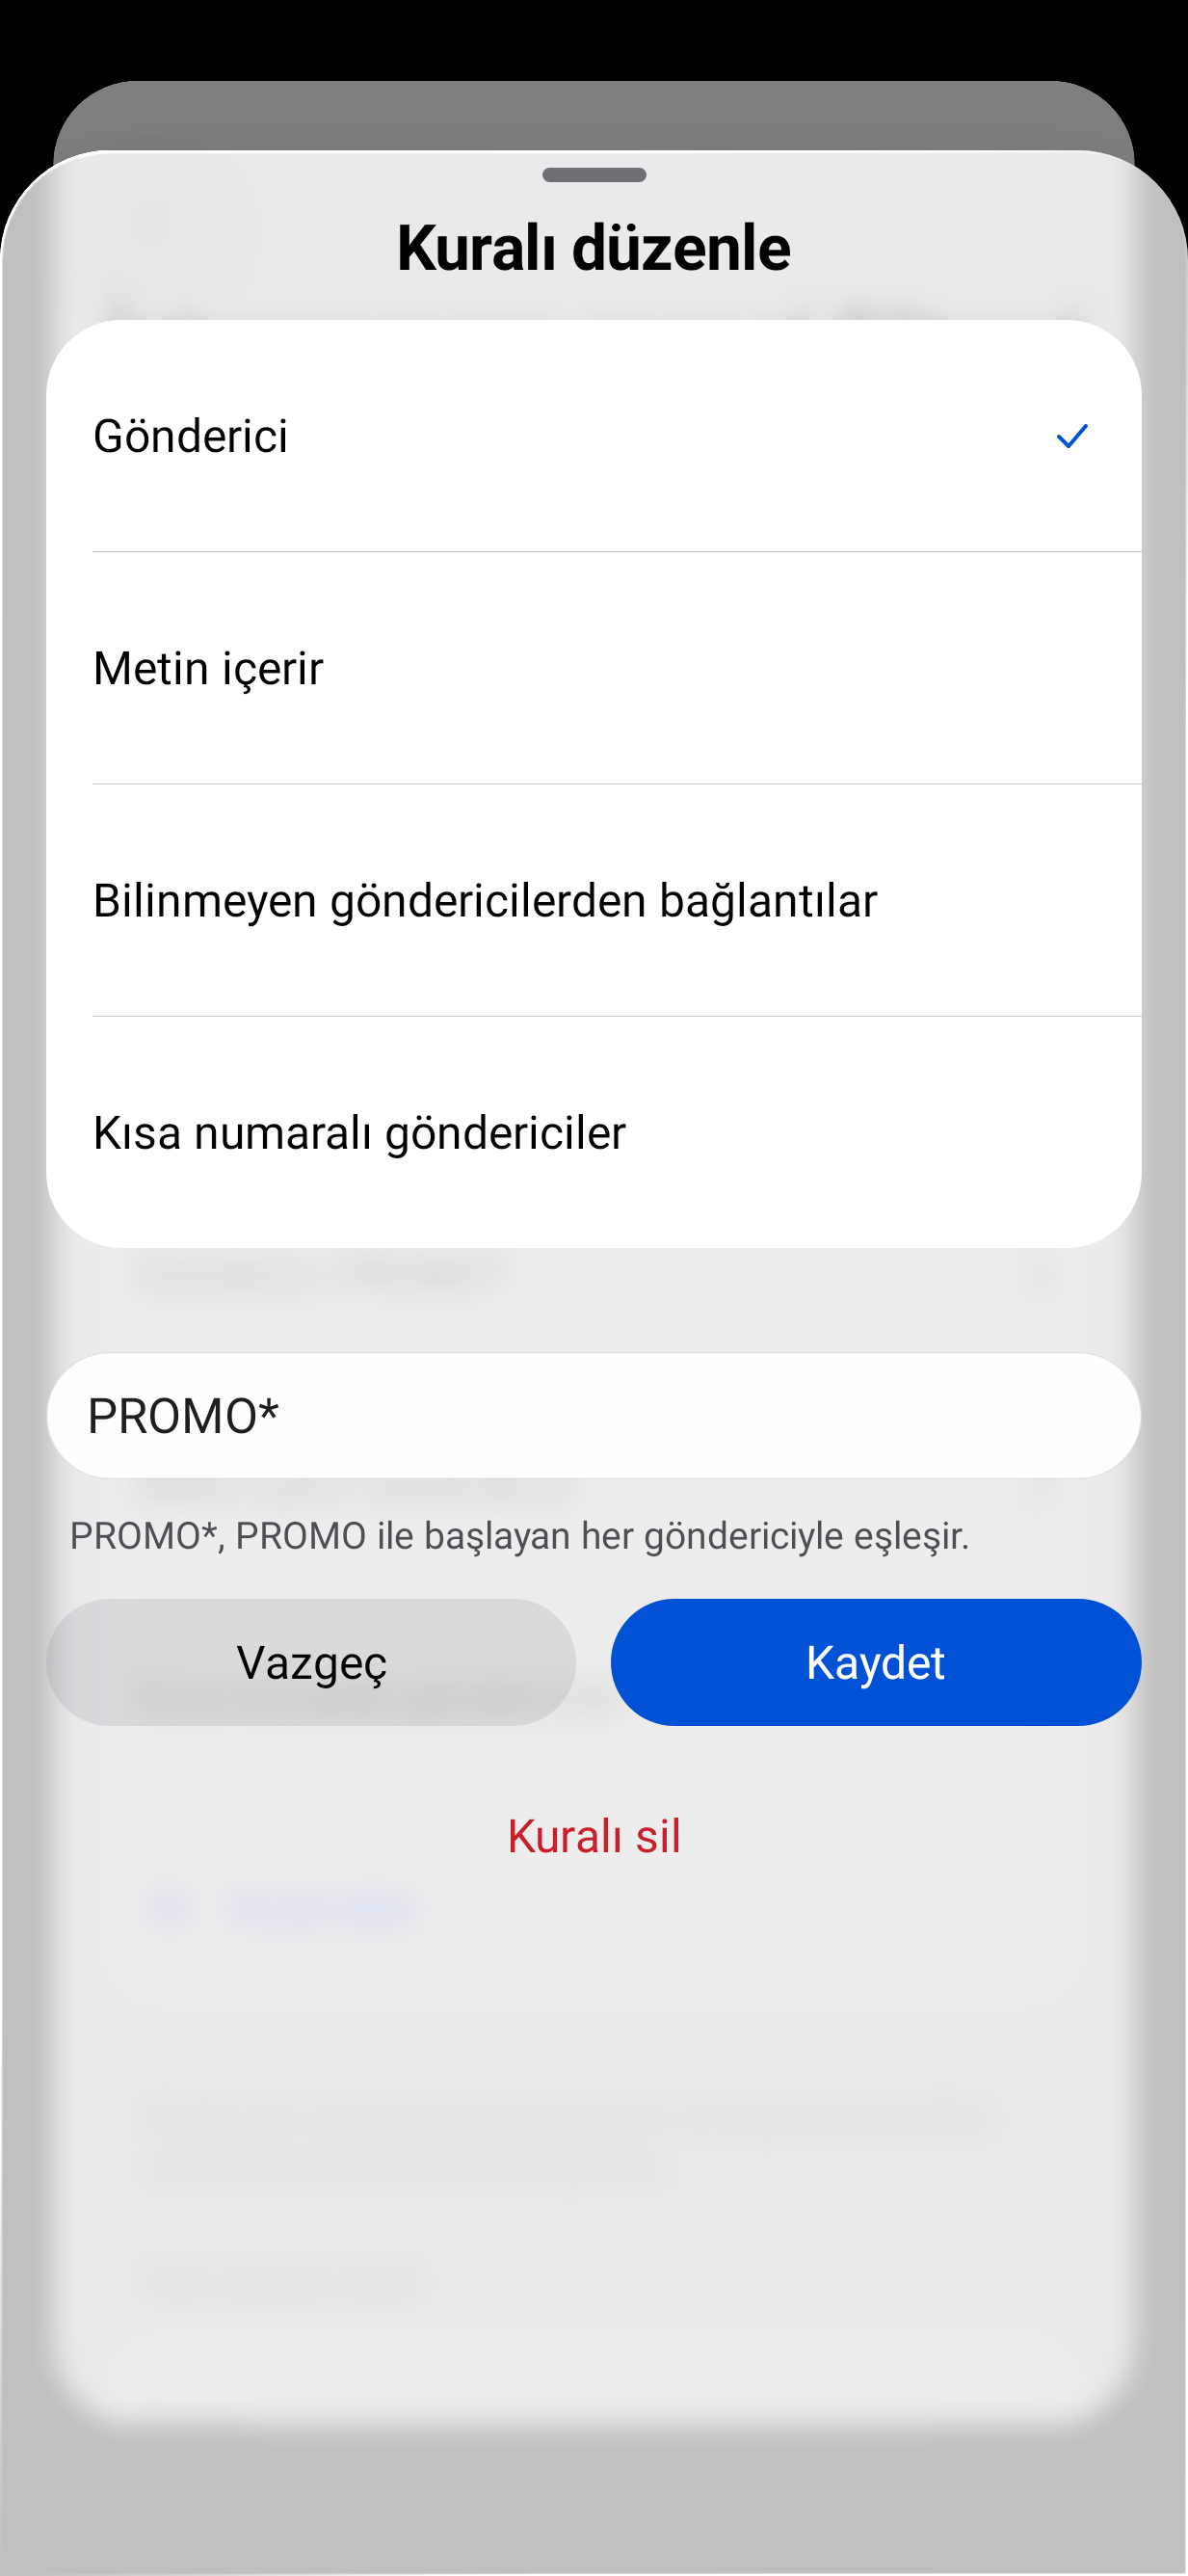 Kuralı düzenle
Gönderici
Metin içerir
Bilinmeyen göndericilerden bağlantılar
Kısa numaralı göndericiler
PROMO*
PROMO*, PROMO ile başlayan her göndericiyle eşleşir.
Vazgeç
Kaydet
Kuralı sil